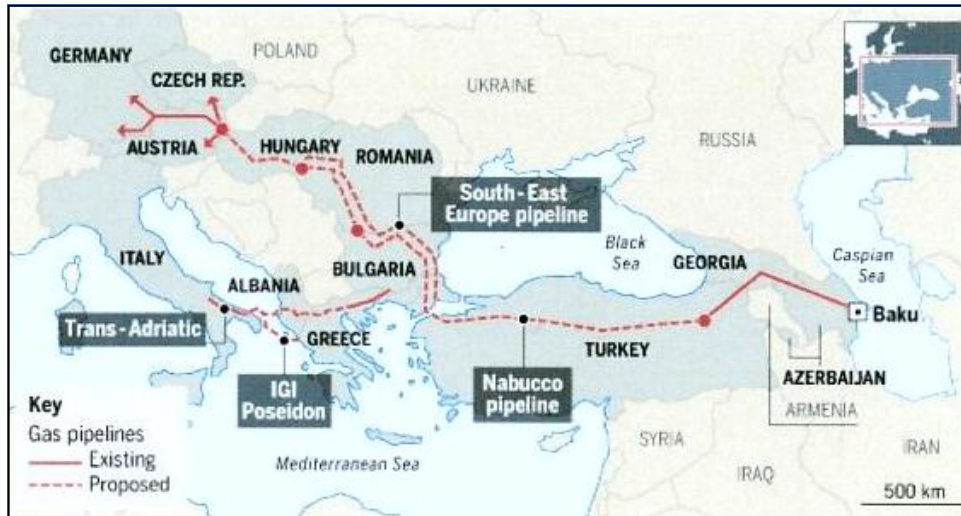 GERMANY
POLAND
CZECH REP.
UKRAINE
AUSTRIA
HUNGARY
ROMANIA
RUSSIA
South-East
Europe pipeline
ITALY
Black
Sea
Caspian
Sea
GEORGIA
BULGARIA
ALBANIA
Baku
Trans-Adriatic
GREECE
TURKEY
IGI
Poseidon
Nabucco
pipeline
AZERBAIJAN
ARMENIA
Key
Gas pipelines
Existing
Proposed
SYRIA
IRAQ
IRAN
Mediterranean Sea
500 km